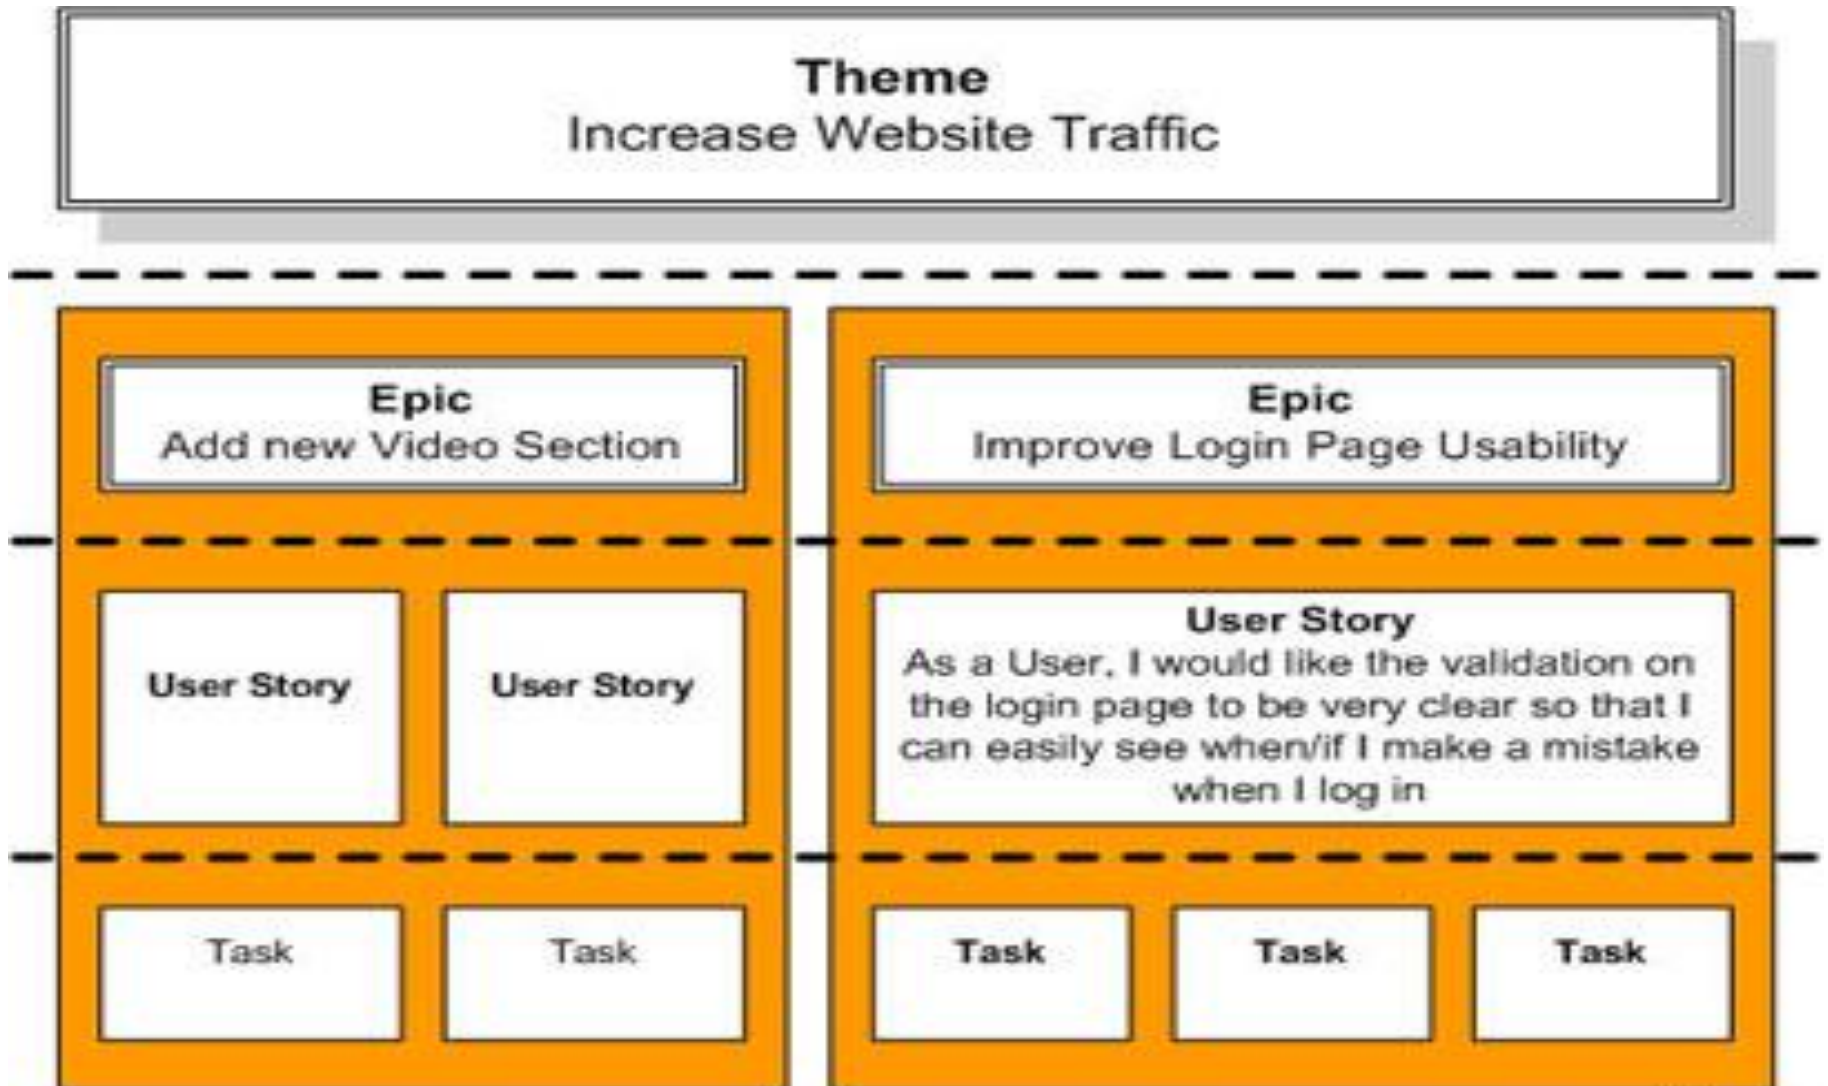 Theme
Increase Website Traffic
Epic
Add new Video Section
Epic
Improve Login Page Usability
User Story
User Story
User Story
As a User, I would like the validation on
the login page to be very clear so that I
can easily see when/if I make a mistake
when I log in
Task
Task
Task
Task
Task